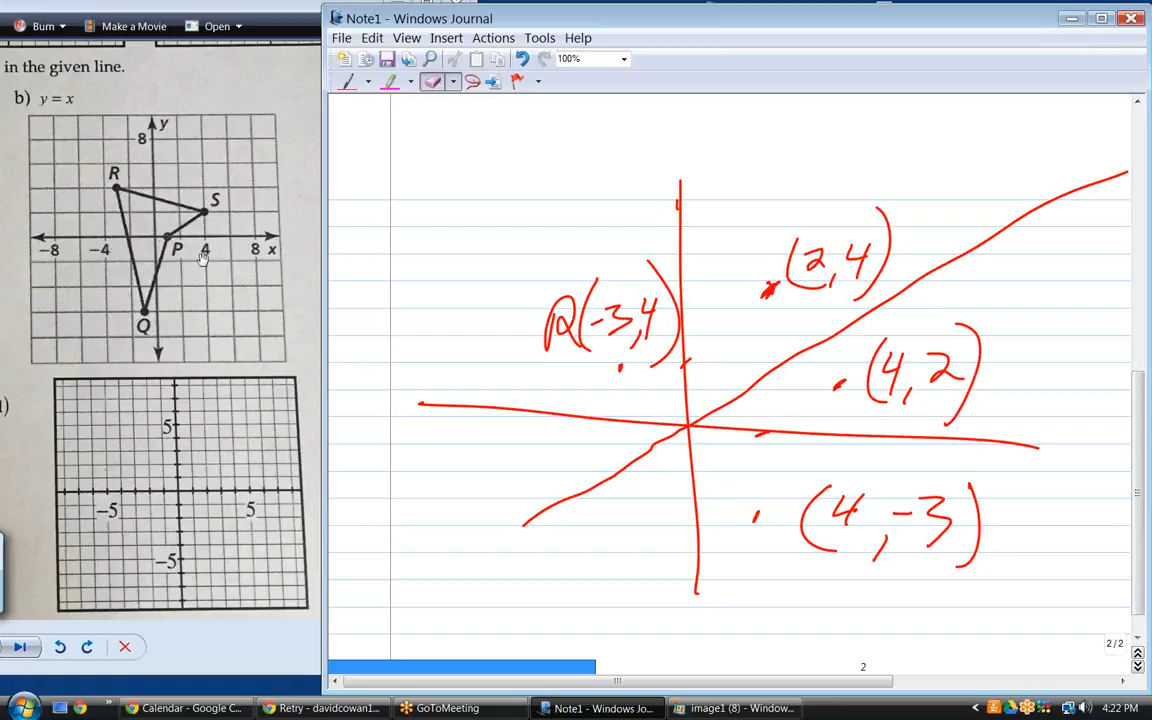 Burn Make a Movie Open
in the given line.
b) y = x
y
8
R
S
-8 -4 P 4 8 x
Q
)
5
-5 5
-5
Note1 - Windows Journal
File Edit View Insert Actions Tools Help
100%
(2,4)
R(-3,4)
(4,2)
(4,-3)
2/2
2
Calendar - Google C... Retry - davidcowan1... GoToMeeting Windows Jo... image1 (8) - Window... 4:22 PM